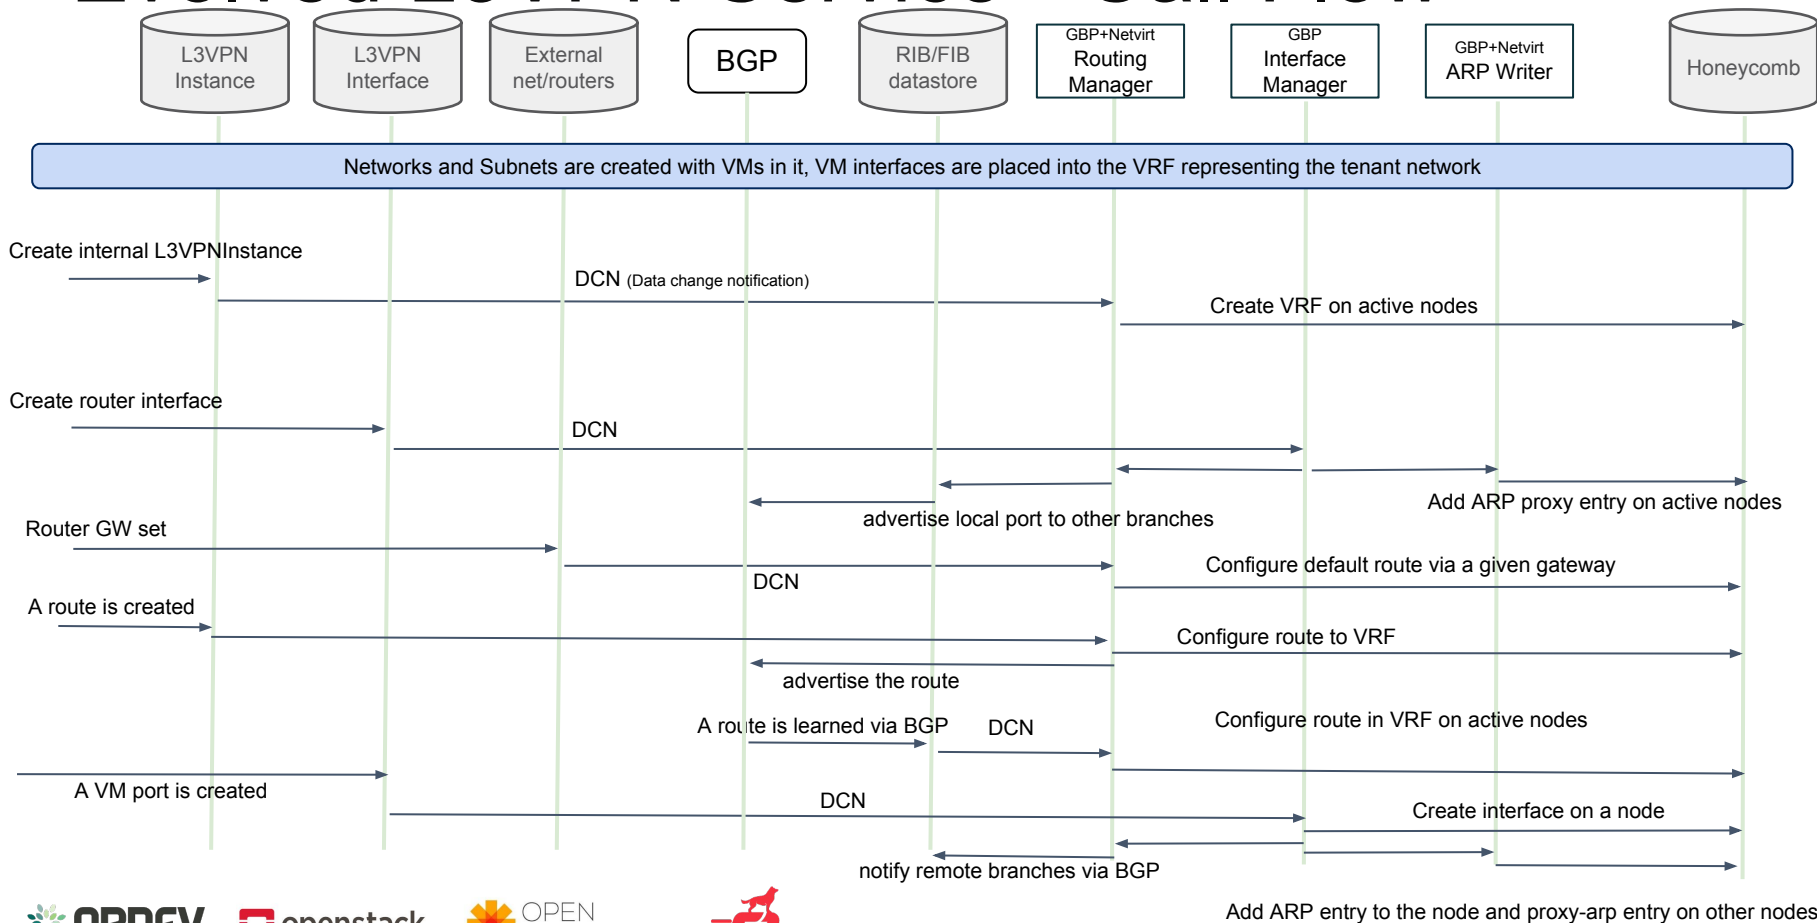 L3VPN
Instance
L3VPN
Interface
External
net/routers
BGP
RIB/FIB
datastore
GBP+Netvirt
Routing
Manager
GBP
Interface
Manager
GBP+Netvirt
ARP Writer
Honeycomb
Networks and Subnets are created with VMs in it, VM interfaces are placed into the VRF representing the tenant network
Create internal L3VPNInstance
DCN (Data change notification)
Create VRF on active nodes
Create router interface
DCN
Add ARP proxy entry on active nodes
advertise local port to other branches
Router GW set
Configure default route via a given gateway
DCN
A route is created
Configure route to VRF
advertise the route
A route is learned via BGP
DCN
Configure route in VRF on active nodes
A VM port is created
DCN
Create interface on a node
notify remote branches via BGP
OPNFV
openstack
OPEN
Add ARP entry to the node and proxy-arp entry on other nodes